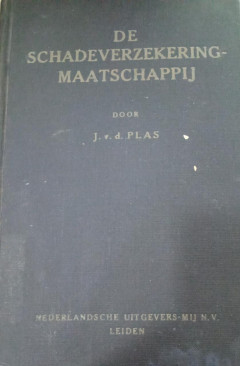 DE
SCHADEVERZEKERING-
MAATSCHAPPIJ
DOOR
J. v. d. PLAS
NEDERLANDSCHE UITGEVERS-MIJ N.V.
LEIDEN